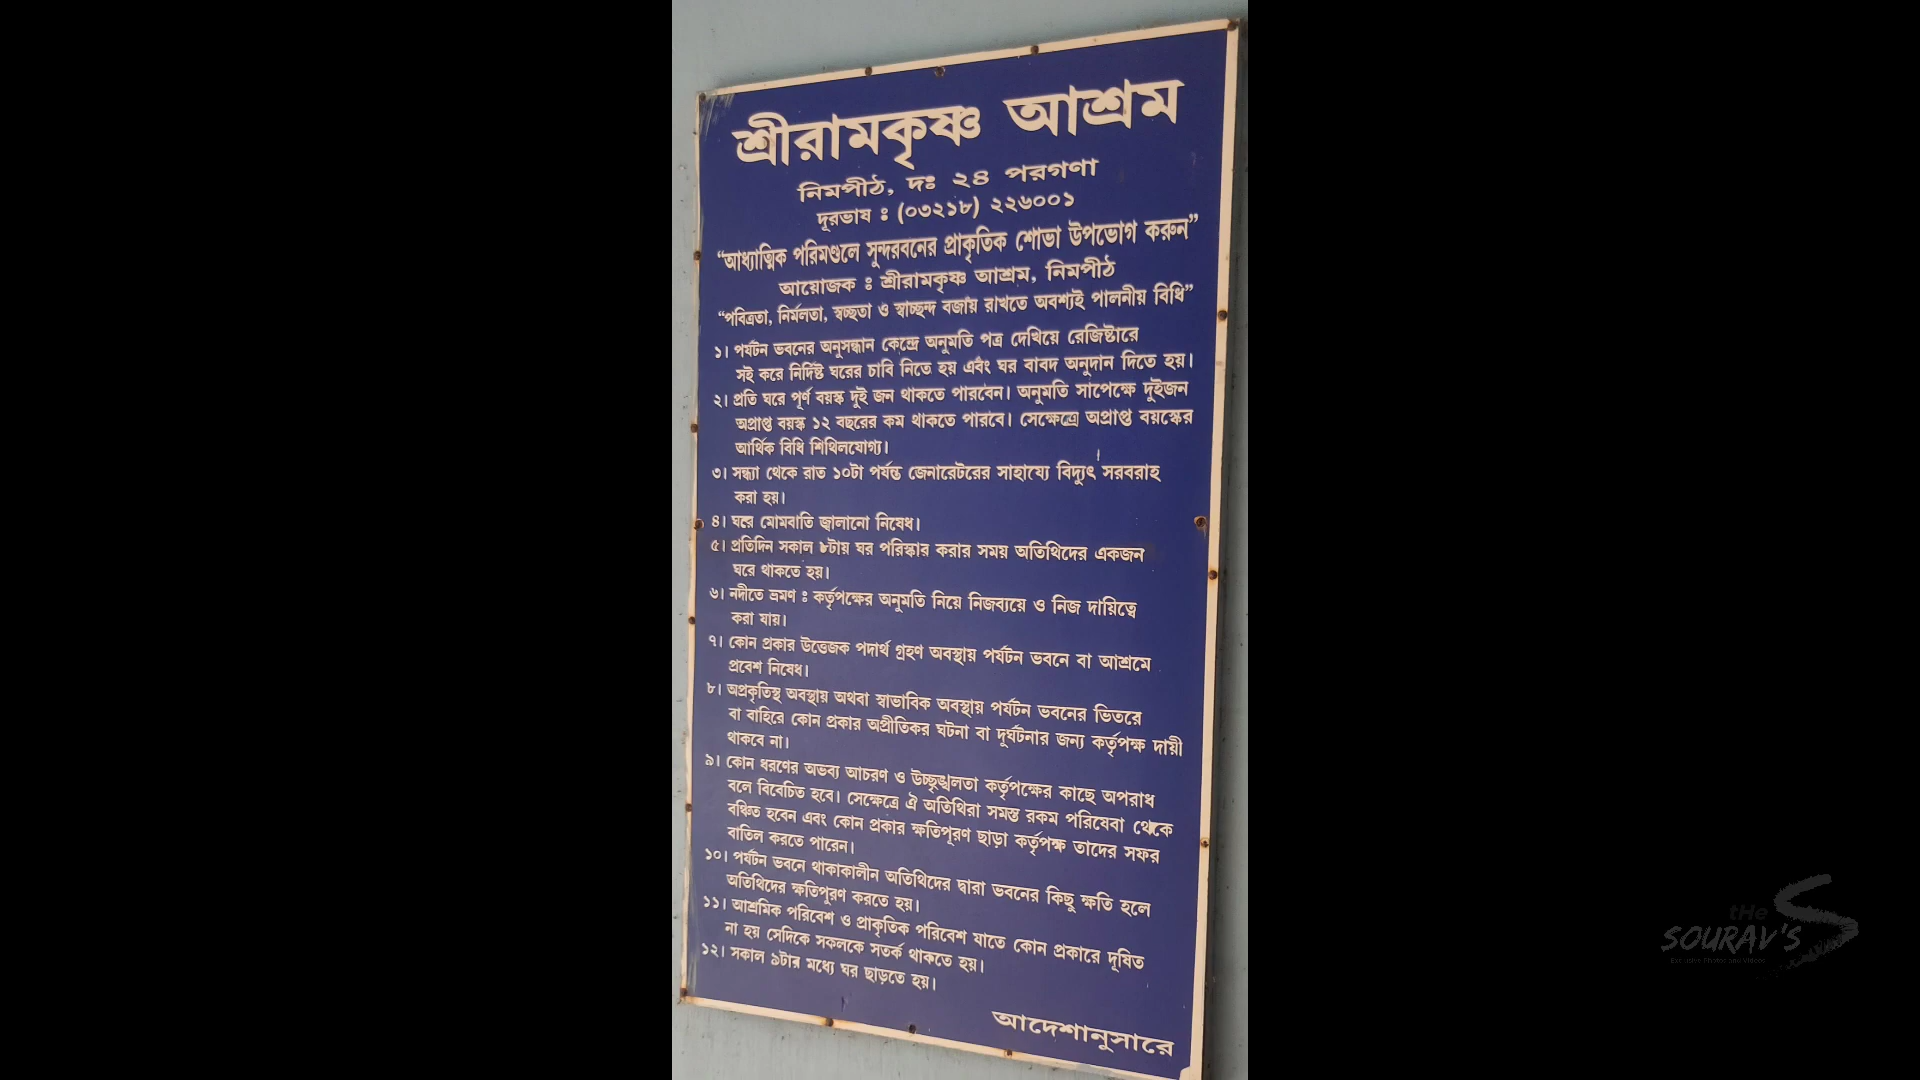 শ্রীরামকৃষ্ণ আশ্রম
নিমপীঠ, দঃ ২৪ পরগণা
দূরভাষ ঃ (০৩২১৮) ২২৬০০১
“আধ্যাত্মিক পরিমণ্ডলে সুন্দরবনের প্রাকৃতিক শোভা উপভোগ করুন”
আয়োজক ঃ শ্রীরামকৃষ্ণ আশ্রম, নিমপীঠ
“পবিত্রতা, নির্মলতা, স্বচ্ছতা ও স্বাচ্ছন্দ বজায় রাখতে অবশ্যই পালনীয় বিধি”
১। পর্যটন ভবনের অনুসন্ধান কেন্দ্রে অনুমতি পত্র দেখিয়ে রেজিষ্টারে
সই করে নির্দিষ্ট ঘরের চাবি নিতে হয় এবং ঘর বাবদ অনুদান দিতে হয়।
২। প্রতি ঘরে পূর্ণ বয়স্ক দুই জন থাকতে পারবেন। অনুমতি সাপেক্ষে দুইজন
অপ্রাপ্ত বয়স্ক ১২ বছরের কম থাকতে পারবে। সেক্ষেত্রে অপ্রাপ্ত বয়স্কের
আর্থিক বিধি শিথিলযোগ্য।
৩। সন্ধ্যা থেকে রাত ১০টা পর্যন্ত জেনারেটরের সাহায্যে বিদ্যুৎ সরবরাহ
করা হয়।
৪। ঘরে মোমবাতি জ্বালানো নিষেধ।
৫। প্রতিদিন সকাল ৮টায় ঘর পরিস্কার করার সময় অতিথিদের একজন
ঘরে থাকতে হয়।
৬। নদীতে ভ্রমণ ঃ কর্তৃপক্ষের অনুমতি নিয়ে নিজব্যয়ে ও নিজ দায়িত্বে
করা যায়।
৭। কোন প্রকার উত্তেজক পদার্থ গ্রহণ অবস্থায় পর্যটন ভবনে বা আশ্রমে
প্রবেশ নিষেধ।
৮। অপ্রকৃতিস্থ অবস্থায় অথবা স্বাভাবিক অবস্থায় পর্যটন ভবনের ভিতরে
বা বাহিরে কোন প্রকার অপ্রীতিকর ঘটনা বা দূর্ঘটনার জন্য কর্তৃপক্ষ দায়ী
থাকবে না।
৯। কোন ধরণের অভব্য আচরণ ও উচ্ছৃঙ্খলতা কর্তৃপক্ষের কাছে অপরাধ
বলে বিবেচিত হবে। সেক্ষেত্রে ঐ অতিথিরা সমস্ত রকম পরিষেবা থেকে
বঞ্চিত হবেন এবং কোন প্রকার ক্ষতিপূরণ ছাড়া কর্তৃপক্ষ তাদের সফর
বাতিল করতে পারেন।
১০। পর্যটন ভবনে থাকাকালীন অতিথিদের দ্বারা ভবনের কিছু ক্ষতি হলে
অতিথিদের ক্ষতিপুরণ করতে হয়।
১১। আশ্রমিক পরিবেশ ও প্রাকৃতিক পরিবেশ যাতে কোন প্রকারে দূষিত
না হয় সেদিকে সকলকে সতর্ক থাকতে হয়।
১২। সকাল ৯টার মধ্যে ঘর ছাড়তে হয়।
আদেশানুসারে
tHe
SOURAV'S